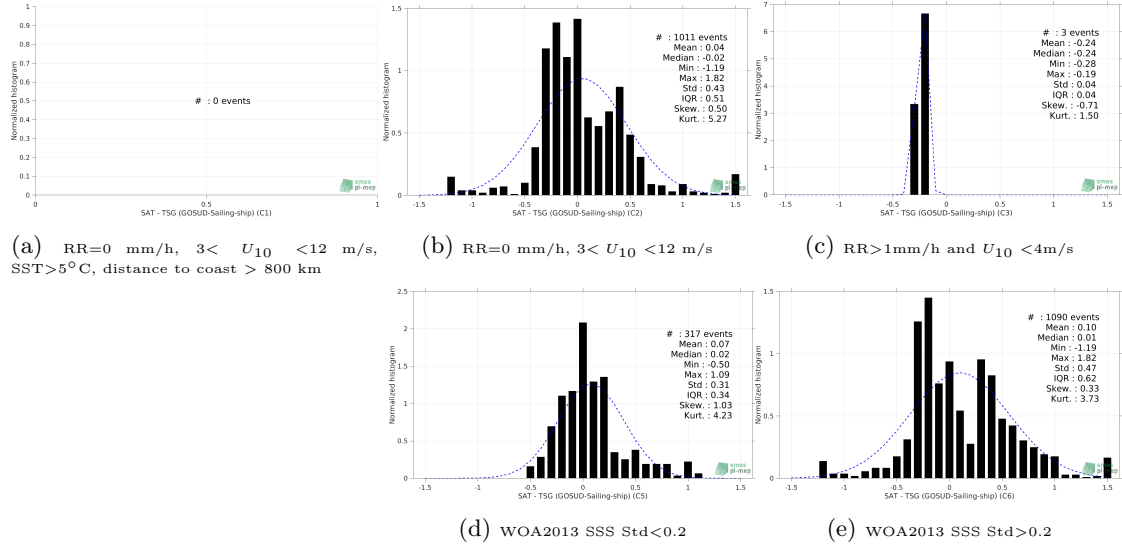 1
0.9
0.8
0.7
0.6
0.5
0.4
0.3
0.2
0.1
0
Normalized histogram
# : 0 events
smos
pi-mep
0 0.5 1
SAT - TSG (GOSUD-Sailing-ship) (C1)
(a) RR=0 mm/h, 3< U10 <12 m/s,
SST>5°C, distance to coast > 800 km
1.5
1
0.5
0
Normalized histogram
# : 1011 events
Mean : 0.04
Median : -0.02
Min : -1.19
Max : 1.82
Std : 0.43
IQR : 0.51
Skew. : 0.50
Kurt. : 5.27
smos
pi-mep
-1.5 -1 -0.5 0 0.5 1 1.5
SAT - TSG (GOSUD-Sailing-ship) (C2)
(b) RR=0 mm/h, 3< U10 <12 m/s
7
6
5
4
3
2
1
0
Normalized histogram
# : 3 events
Mean : -0.24
Median : -0.24
Min : -0.28
Max : -0.19
Std : 0.04
IQR : 0.04
Skew. : -0.71
Kurt. : 1.50
smos
pi-mep
-1.5 -1 -0.5 0 0.5 1 1.5
SAT - TSG (GOSUD-Sailing-ship) (C3)
(c) RR>1mm/h and U10 <4m/s
2.5
2
1.5
1
0.5
0
Normalized histogram
# : 317 events
Mean : 0.07
Median : 0.02
Min : -0.50
Max : 1.09
Std : 0.31
IQR : 0.34
Skew. : 1.03
Kurt. : 4.23
smos
pi-mep
-1.5 -1 -0.5 0 0.5 1 1.5
SAT - TSG (GOSUD-Sailing-ship) (C5)
(d) WOA2013 SSS Std<0.2
1.5
1
0.5
0
Normalized histogram
# : 1090 events
Mean : 0.10
Median : 0.01
Min : -1.19
Max : 1.82
Std : 0.47
IQR : 0.62
Skew. : 0.33
Kurt. : 3.73
smos
pi-mep
-1.5 -1 -0.5 0 0.5 1 1.5
SAT - TSG (GOSUD-Sailing-ship) (C6)
(e) WOA2013 SSS Std>0.2